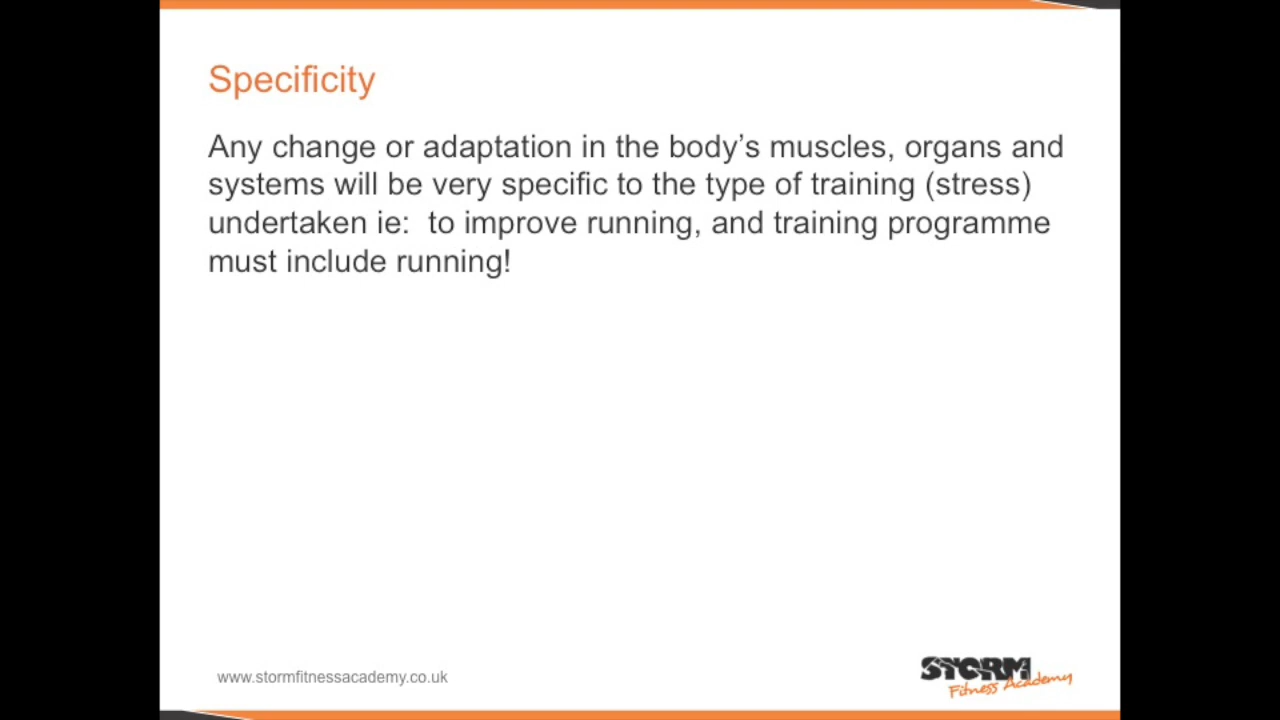 Specificity
Any change or adaptation in the body’s muscles, organs and
systems will be very specific to the type of training (stress)
undertaken ie:  to improve running, and training programme
must include running!
www.stormfitnessacademy.co.uk
STORM
Fitness Academy